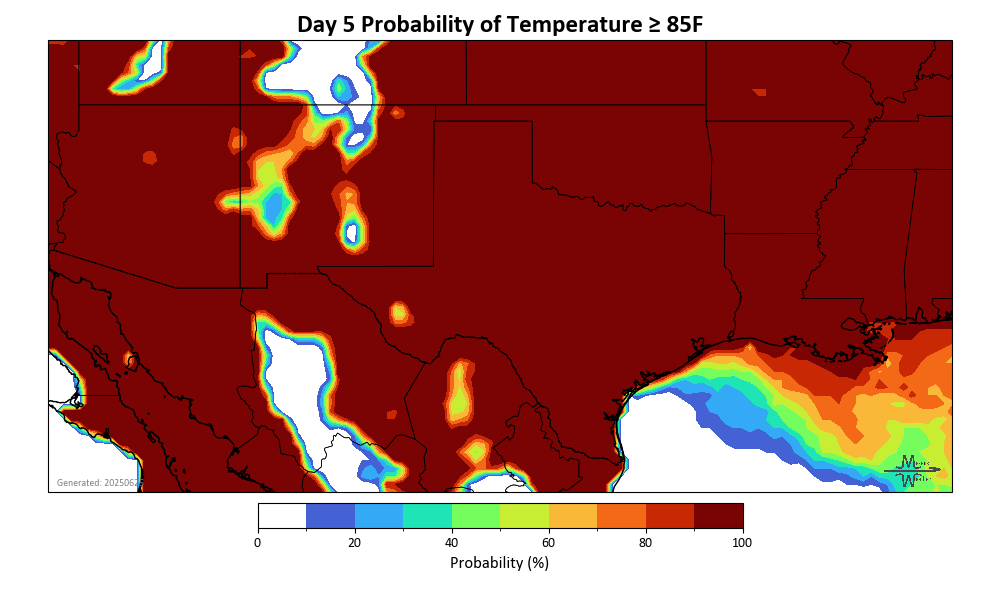 Day 5 Probability of Temperature ≥ 85F
Generated: 2025062
0 20 40 60 80 100
Probability (%)